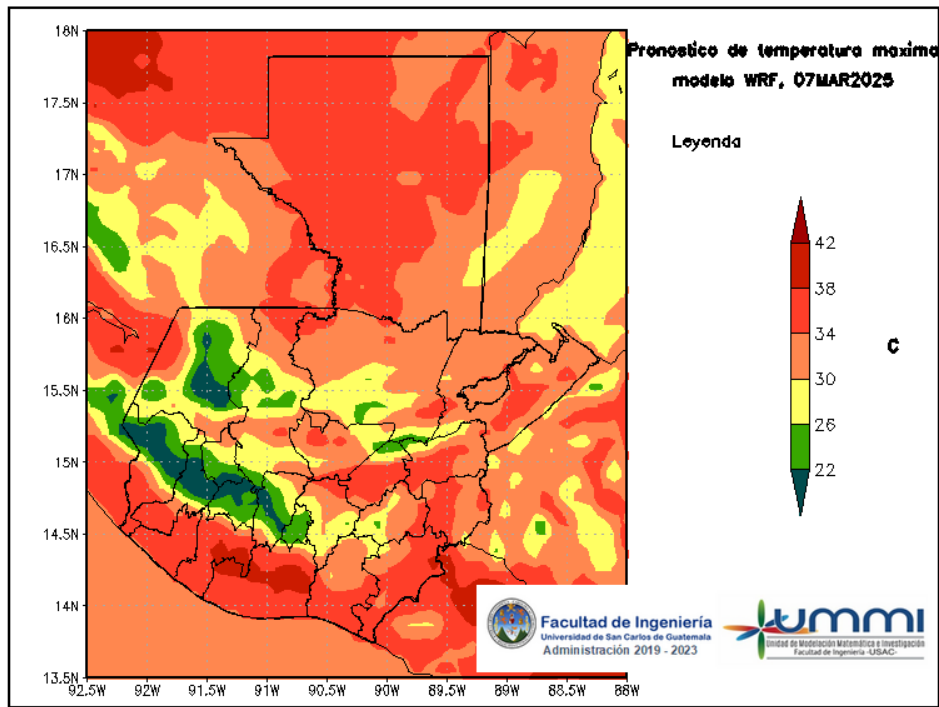 Pronostico de temperatura maxima
modelo WRF, 07MAR2025
Leyenda
18N
17.5N
17N
16.5N
16N
15.5N
15N
14.5N
14N
13.5N
92.5W
92W
91.5W
91W
90.5W
90W
89.5W
89W
88.5W
88W
42
38
34
30
26
22
C
Facultad de Ingeniería
Universidad de San Carlos de Guatemala
Administración 2019 - 2023
UMMI
Unidad de Modelación Matemática e Investigación
Facultad de Ingeniería -USAC-